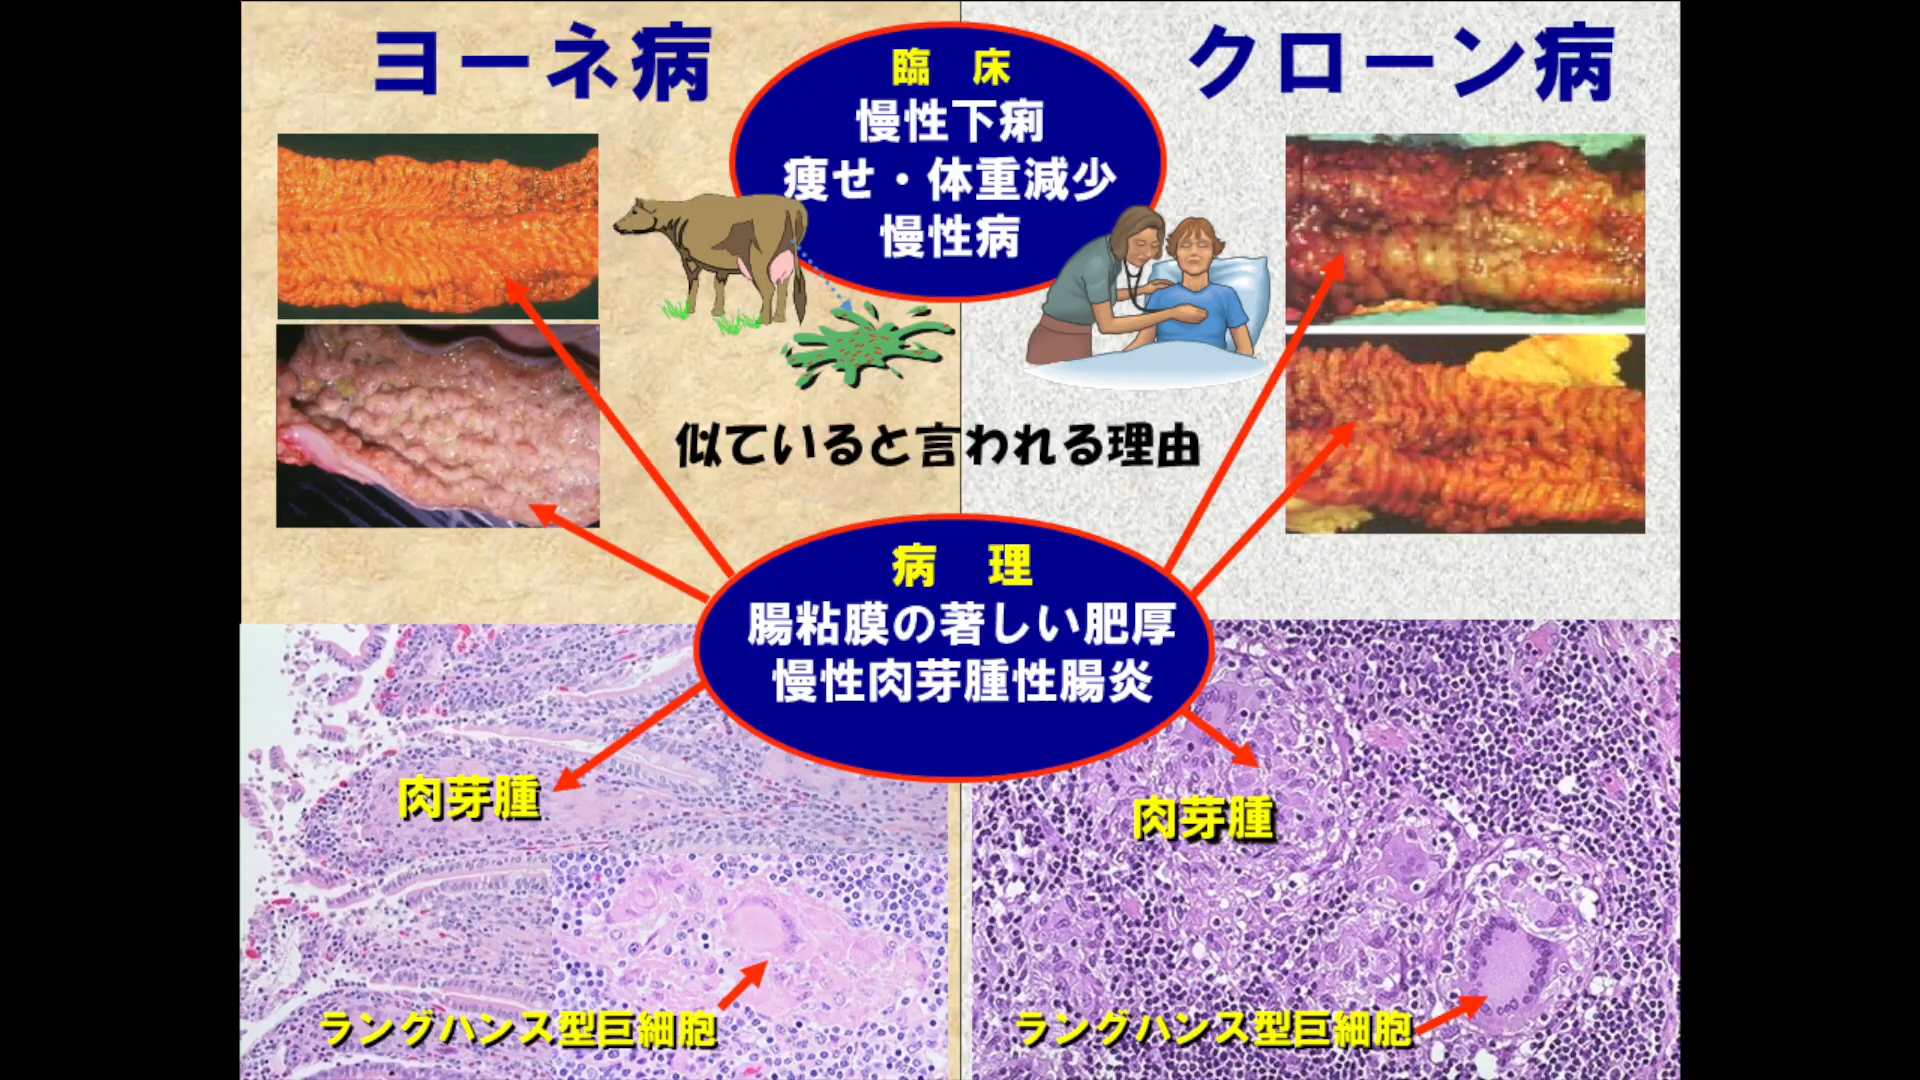 ヨーネ病
クローン病
臨 床
慢性下痢
痩せ・体重減少
慢性病
似ていると言われる理由
病 理
腸粘膜の著しい肥厚
慢性肉芽腫性腸炎
肉芽腫
肉芽腫
ラングハンス型巨細胞
ラングハンス型巨細胞